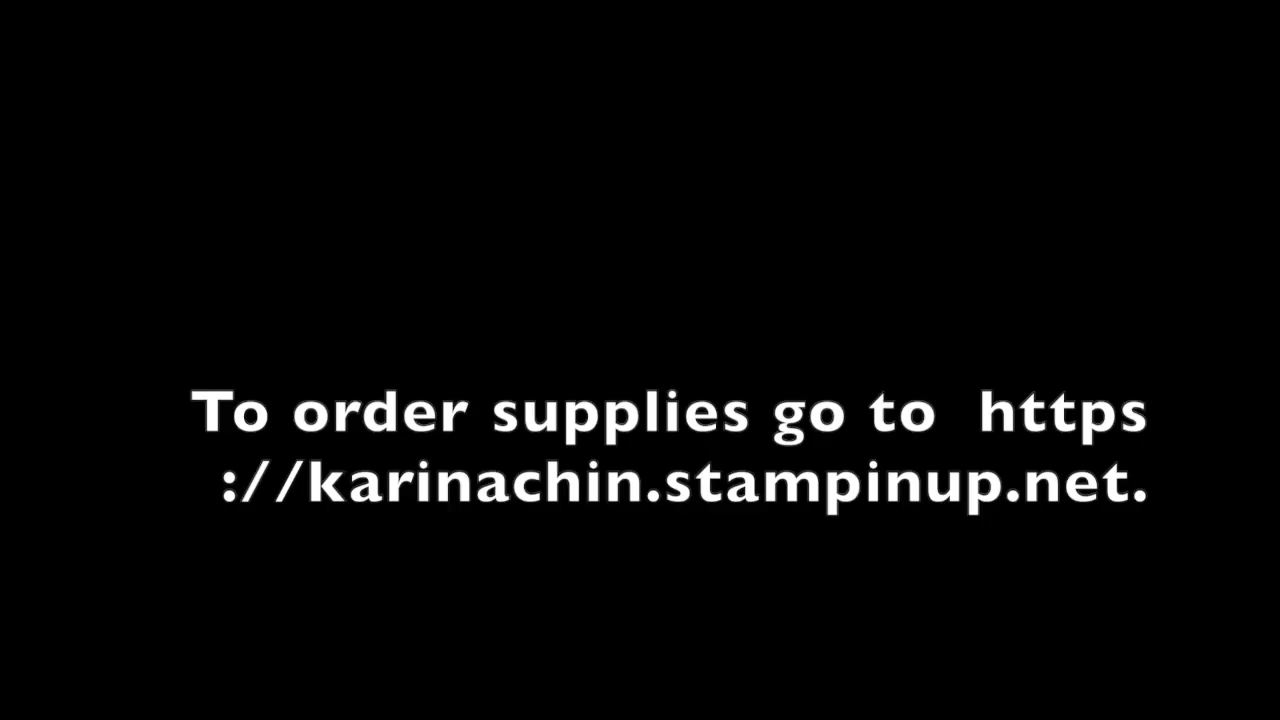 To order supplies go to  https
://karinachin.stampinup.net.